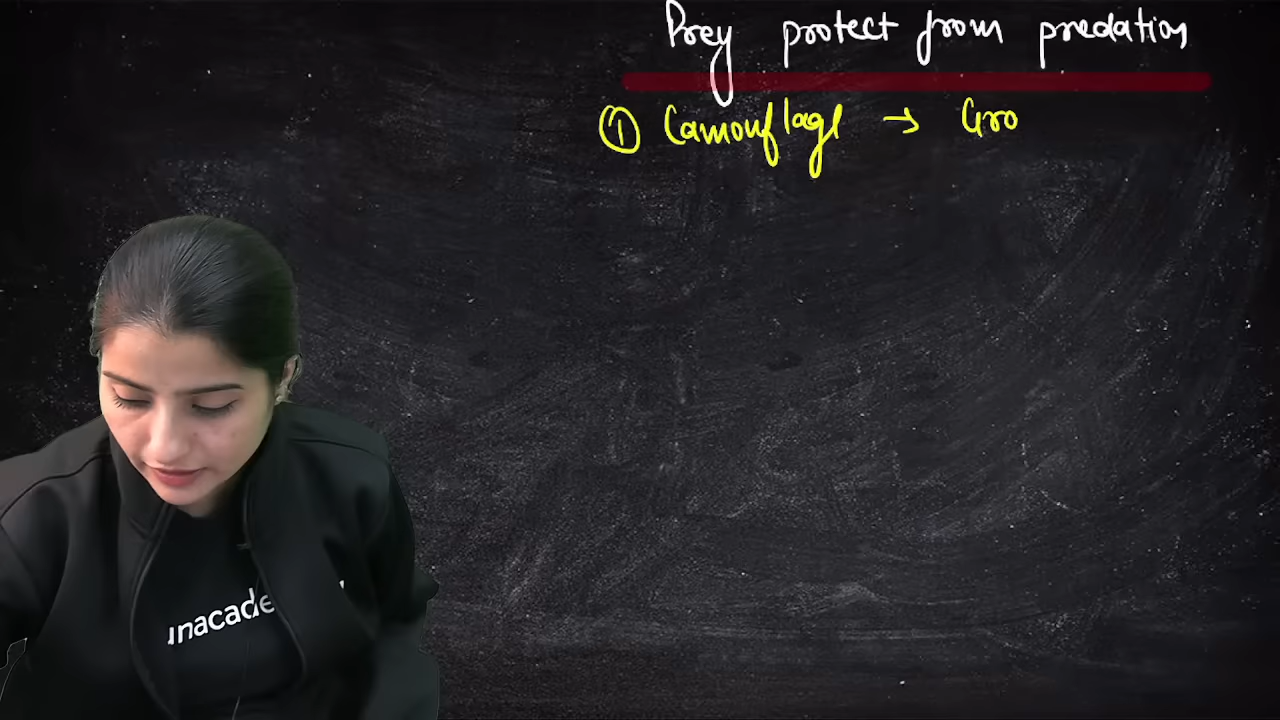 Prey protect from predation
① Camouflage → Gro
unacade